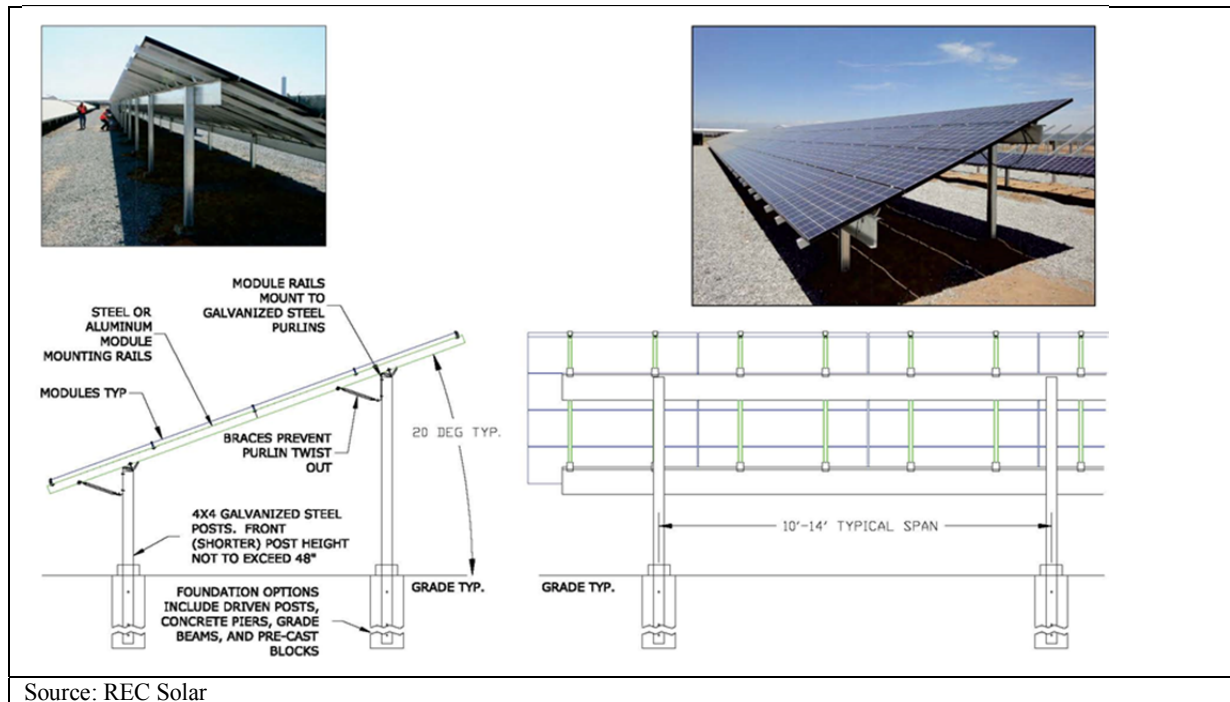 MODULE RAILS
MOUNT TO
GALVANIZED STEEL
PURLINS
STEEL OR
ALUMINUM
MODULE
MOUNTING RAILS
MODULES TYP
BRACES PREVENT
PURLIN TWIST
OUT
20 DEG TYP.
4X4 GALVANIZED STEEL
POSTS. FRONT
(SHORTER) POST HEIGHT
NOT TO EXCEED 48"
GRADE TYP.
FOUNDATION OPTIONS
INCLUDE DRIVEN POSTS,
CONCRETE PIERS, GRADE
BEAMS, AND PRE-CAST
BLOCKS
10'-14' TYPICAL SPAN
GRADE TYP.
Source: REC Solar